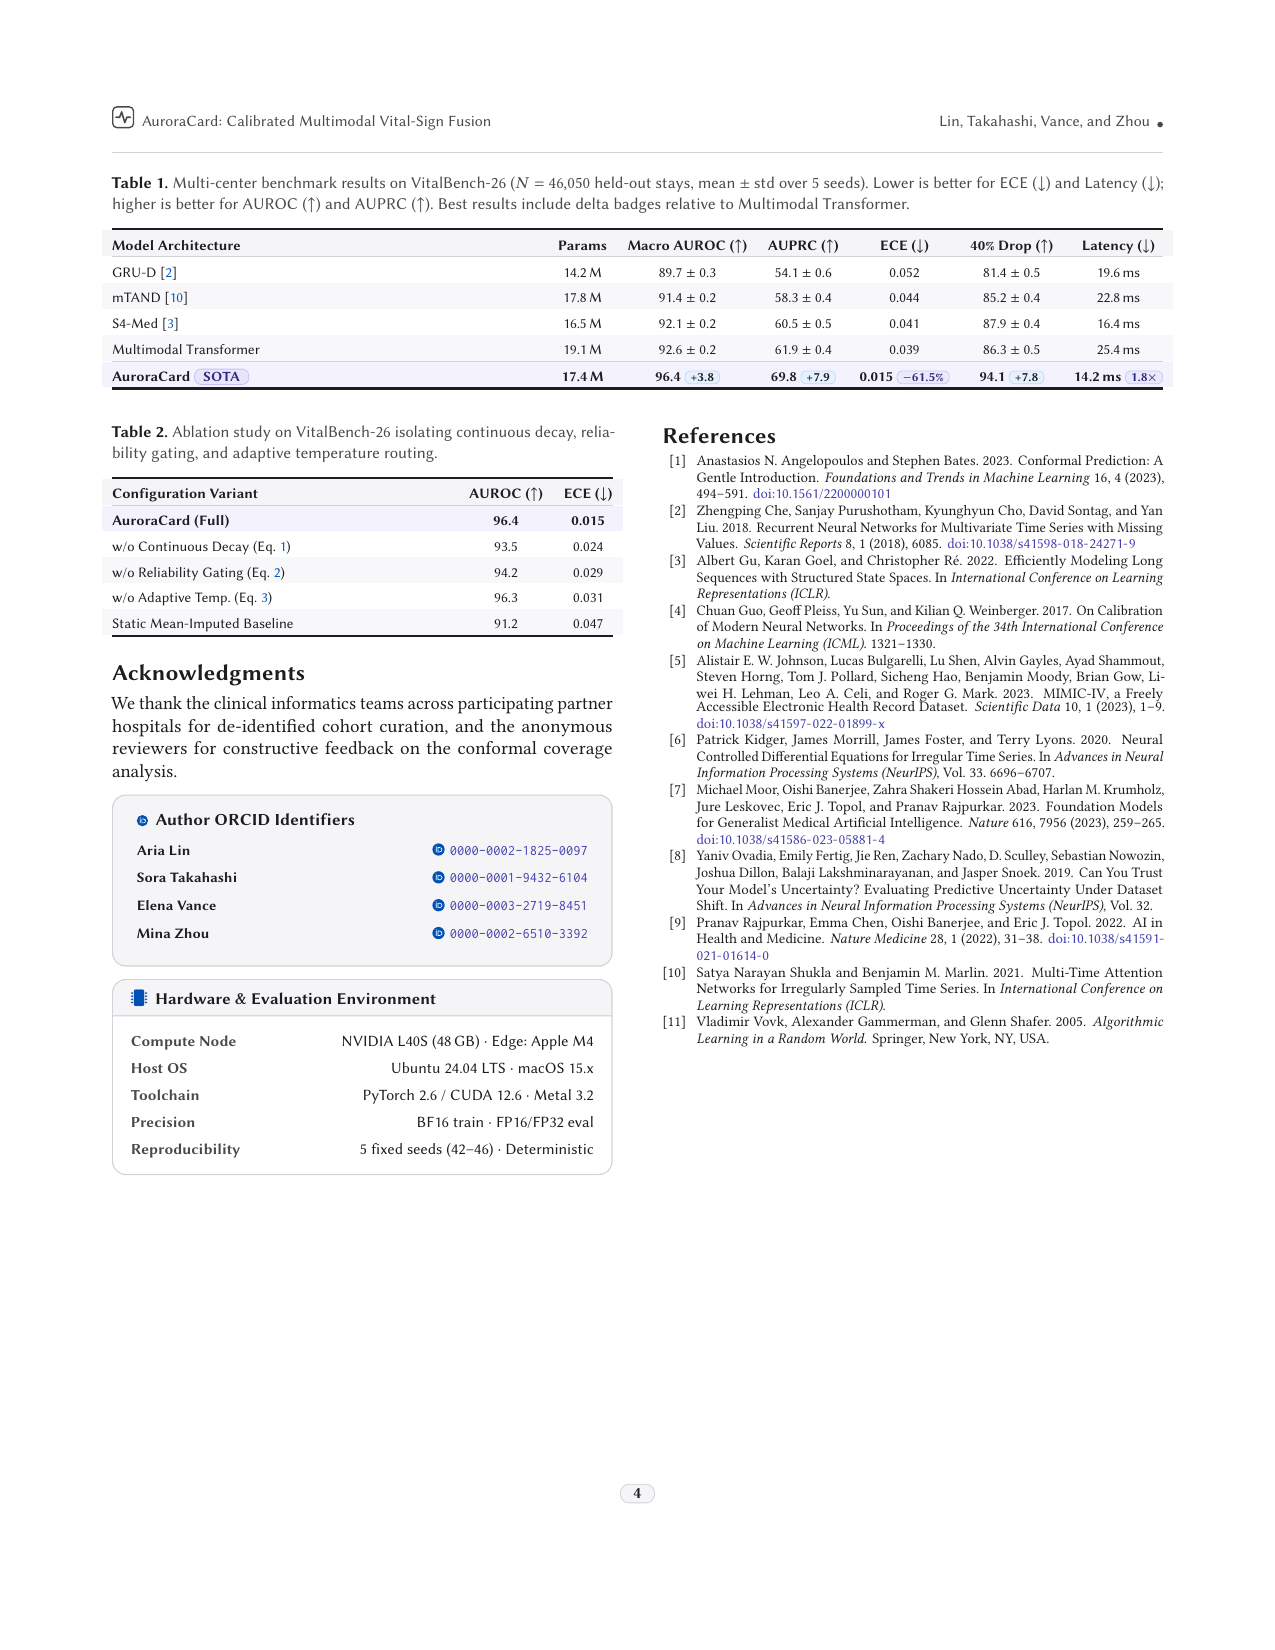 AuroraCard: Calibrated Multimodal Vital-Sign Fusion
Lin, Takahashi, Vance, and Zhou •
Table 1. Multi-center benchmark results on VitalBench-26 (N = 46,050 held-out stays, mean ± std over 5 seeds). Lower is better for ECE (↓) and Latency (↓);
higher is better for AUROC (↑) and AUPRC (↑). Best results include delta badges relative to Multimodal Transformer.
Model Architecture Params Macro AUROC (↑) AUPRC (↑) ECE (↓) 40% Drop (↑) Latency (↓)
GRU-D [2] 14.2 M 89.7 ± 0.3 54.1 ± 0.6 0.052 81.4 ± 0.5 19.6 ms
mTAND [10] 17.8 M 91.4 ± 0.2 58.3 ± 0.4 0.044 85.2 ± 0.4 22.8 ms
S4-Med [3] 16.5 M 92.1 ± 0.2 60.5 ± 0.5 0.041 87.9 ± 0.4 16.4 ms
Multimodal Transformer 19.1 M 92.6 ± 0.2 61.9 ± 0.4 0.039 86.3 ± 0.5 25.4 ms
AuroraCard SOTA 17.4 M 96.4 +3.8 69.8 +7.9 0.015 −61.5% 94.1 +7.8 14.2 ms 1.8×
Table 2. Ablation study on VitalBench-26 isolating continuous decay, relia-
bility gating, and adaptive temperature routing.
Configuration Variant AUROC (↑) ECE (↓)
AuroraCard (Full) 96.4 0.015
w/o Continuous Decay (Eq. 1) 93.5 0.024
w/o Reliability Gating (Eq. 2) 94.2 0.029
w/o Adaptive Temp. (Eq. 3) 96.3 0.031
Static Mean-Imputed Baseline 91.2 0.047
Acknowledgments
We thank the clinical informatics teams across participating partner
hospitals for de-identified cohort curation, and the anonymous
reviewers for constructive feedback on the conformal coverage
analysis.
Author ORCID Identifiers
Aria Lin 0000-0002-1825-0097
Sora Takahashi 0000-0001-9432-6104
Elena Vance 0000-0003-2719-8451
Mina Zhou 0000-0002-6510-3392
Hardware & Evaluation Environment
Compute Node NVIDIA L40S (48 GB) · Edge: Apple M4
Host OS Ubuntu 24.04 LTS · macOS 15.x
Toolchain PyTorch 2.6 / CUDA 12.6 · Metal 3.2
Precision BF16 train · FP16/FP32 eval
Reproducibility 5 fixed seeds (42–46) · Deterministic
References
[1] Anastasios N. Angelopoulos and Stephen Bates. 2023. Conformal Prediction: A
Gentle Introduction. Foundations and Trends in Machine Learning 16, 4 (2023),
494–591. doi:10.1561/2200000101
[2] Zhengping Che, Sanjay Purushotham, Kyunghyun Cho, David Sontag, and Yan
Liu. 2018. Recurrent Neural Networks for Multivariate Time Series with Missing
Values. Scientific Reports 8, 1 (2018), 6085. doi:10.1038/s41598-018-24271-9
[3] Albert Gu, Karan Goel, and Christopher Ré. 2022. Efficiently Modeling Long
Sequences with Structured State Spaces. In International Conference on Learning
Representations (ICLR).
[4] Chuan Guo, Geoff Pleiss, Yu Sun, and Kilian Q. Weinberger. 2017. On Calibration
of Modern Neural Networks. In Proceedings of the 34th International Conference
on Machine Learning (ICML). 1321–1330.
[5] Alistair E. W. Johnson, Lucas Bulgarelli, Lu Shen, Alvin Gayles, Ayad Shammout,
Steven Horng, Tom J. Pollard, Sicheng Hao, Benjamin Moody, Brian Gow, Li-
wei H. Lehman, Leo A. Celi, and Roger G. Mark. 2023. MIMIC-IV, a Freely
Accessible Electronic Health Record Dataset. Scientific Data 10, 1 (2023), 1–9.
doi:10.1038/s41597-022-01899-x
[6] Patrick Kidger, James Morrill, James Foster, and Terry Lyons. 2020. Neural
Controlled Differential Equations for Irregular Time Series. In Advances in Neural
Information Processing Systems (NeurIPS), Vol. 33. 6696–6707.
[7] Michael Moor, Oishi Banerjee, Zahra Shakeri Hossein Abad, Harlan M. Krumholz,
Jure Leskovec, Eric J. Topol, and Pranav Rajpurkar. 2023. Foundation Models
for Generalist Medical Artificial Intelligence. Nature 616, 7956 (2023), 259–265.
doi:10.1038/s41586-023-05881-4
[8] Yaniv Ovadia, Emily Fertig, Jie Ren, Zachary Nado, D. Sculley, Sebastian Nowozin,
Joshua Dillon, Balaji Lakshminarayanan, and Jasper Snoek. 2019. Can You Trust
Your Model's Uncertainty? Evaluating Predictive Uncertainty Under Dataset
Shift. In Advances in Neural Information Processing Systems (NeurIPS), Vol. 32.
[9] Pranav Rajpurkar, Emma Chen, Oishi Banerjee, and Eric J. Topol. 2022. AI in
Health and Medicine. Nature Medicine 28, 1 (2022), 31–38. doi:10.1038/s41591-
021-01614-0
[10] Satya Narayan Shukla and Benjamin M. Marlin. 2021. Multi-Time Attention
Networks for Irregularly Sampled Time Series. In International Conference on
Learning Representations (ICLR).
[11] Vladimir Vovk, Alexander Gammerman, and Glenn Shafer. 2005. Algorithmic
Learning in a Random World. Springer, New York, NY, USA.
4